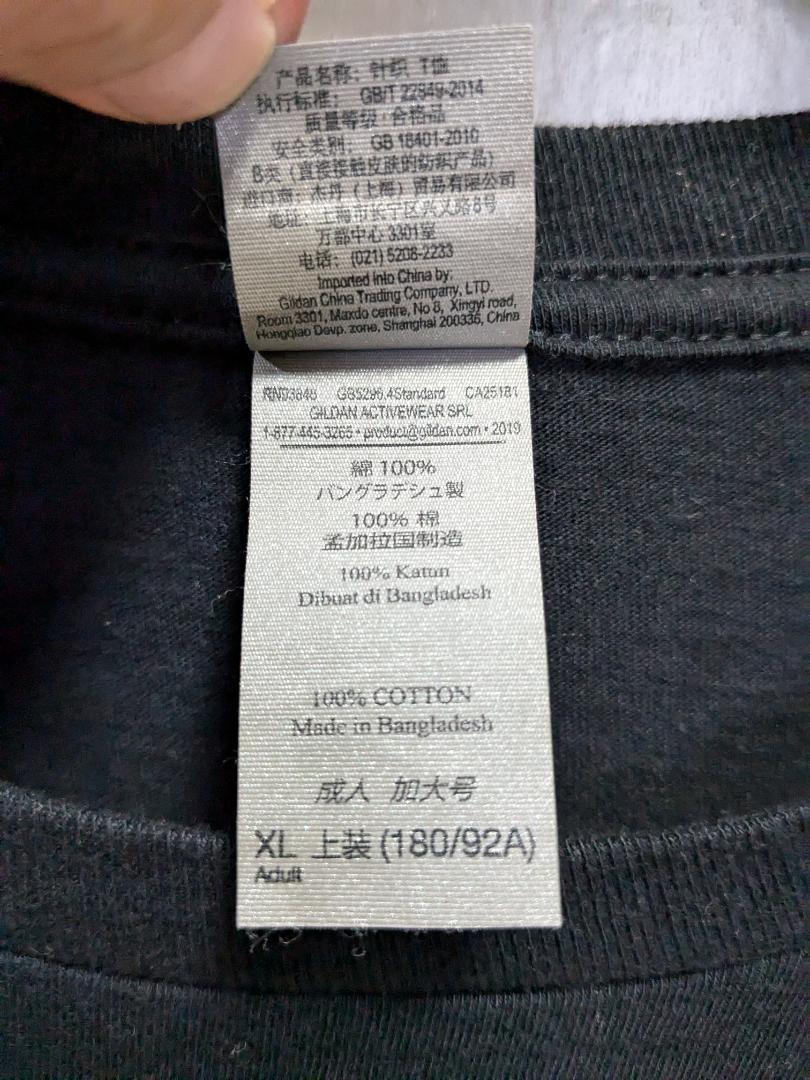 产品名称：针织 T恤
执行标准： GB/T 22849-2014
质量等级：合格品
安全类别： GB 18401-2010
B类（直接接触皮肤的纺织产品）
进口商：杰丹（上海）贸易有限公司
地址：上海市长宁区兴义路8号
万都中心 3301室
电话：(021) 5208-2233
Imported into China by:
Gildan China Trading Company, LTD.
Room 3301, Maxdo centre, No 8, Xingyi road,
Hongqiao Devp. zone, Shanghai 200336, China
RN93846 GB5296.4Standard CA25181
GILDAN ACTIVEWEAR SRL
1-877-445-3265 • product@gildan.com • 2019
綿 100%
バングラデシュ製
100% 棉
孟加拉国制造
100% Katun
Dibuat di Bangladesh
100% COTTON
Made in Bangladesh
成人 加大号
XL 上装 (180/92A)
Adult